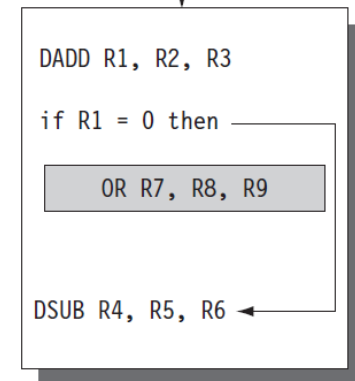 DADD R1, R2, R3
if R1 = 0 then
OR R7, R8, R9
DSUB R4, R5, R6